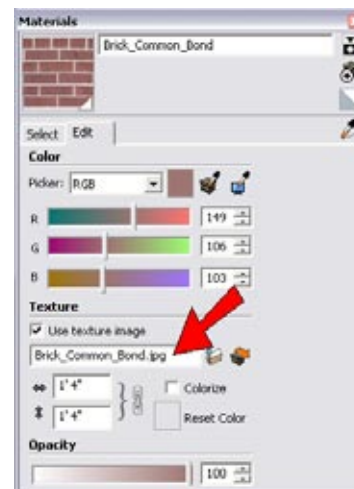 Materials
Brick_Common_Bond
Select Edit
Color
Picker: RGB
R 149
G 106
B 103
Texture
Use texture image
Brick_Common_Bond.jpg
1'4"
Colorize
1'4"
Reset Color
Opacity
100